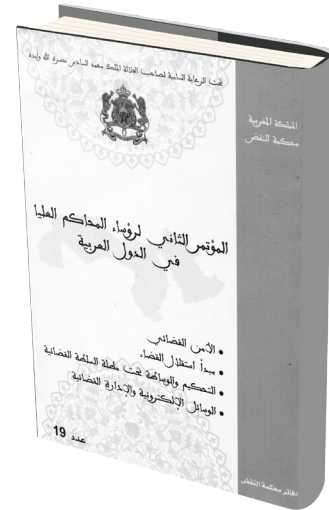 تحت الرعاية السامية لصاحب الجلالة الملك محمد السادس نصره الله وأيده
المملكة المغربية
محكمة النقض
المؤتمر الثاني لرؤساء المحاكم العليا
في الدول العربية
• الأمن القضائي
• مبدأ استقلال القضاء
• التحكيم والوساطة تحت مظلة السلطة القضائية
• الوسائل الإلكترونية والإدارة القضائية
عدد 19
دفاتر محكمة النقض